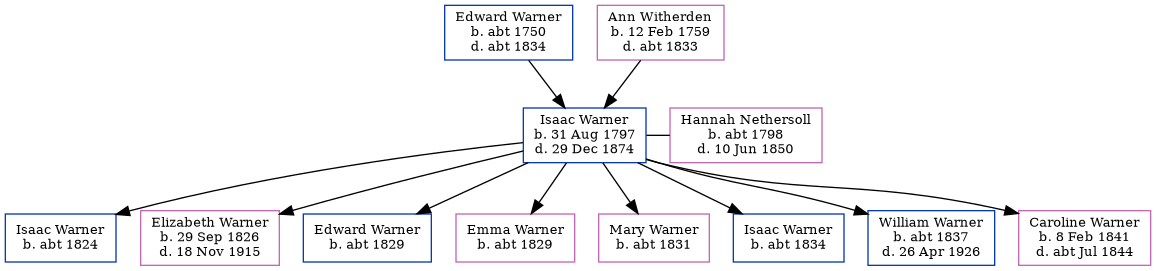 Edward Warner
b. abt 1750
d. abt 1834
Ann Witherden
b. 12 Feb 1759
d. abt 1833
Isaac Warner
b. 31 Aug 1797
d. 29 Dec 1874
Hannah Nethersoll
b. abt 1798
d. 10 Jun 1850
Isaac Warner
b. abt 1824
Elizabeth Warner
b. 29 Sep 1826
d. 18 Nov 1915
Edward Warner
b. abt 1829
Emma Warner
b. abt 1829
Mary Warner
b. abt 1831
Isaac Warner
b. abt 1834
William Warner
b. abt 1837
d. 26 Apr 1926
Caroline Warner
b. 8 Feb 1841
d. abt Jul 1844